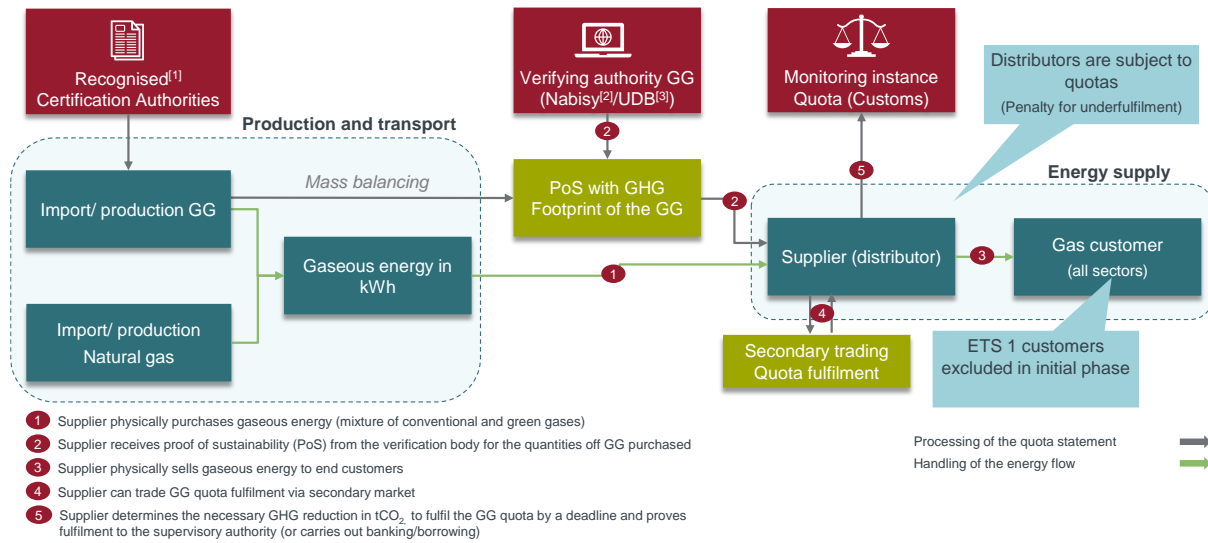 Recognised[1]
Certification Authorities
Verifying authority GG
(Nabisy[2]/UDB[3])
Monitoring instance
Quota (Customs)
Distributors are subject to
quotas
(Penalty for underfulfilment)
Production and transport
2
Energy supply
Import/ production GG
Mass balancing
PoS with GHG
Footprint of the GG
2
5
Supplier (distributor)
3
Gas customer
(all sectors)
Gaseous energy in
kWh
1
Import/ production
Natural gas
4
Secondary trading
Quota fulfilment
ETS 1 customers
excluded in initial phase
1 Supplier physically purchases gaseous energy (mixture of conventional and green gases)
2 Supplier receives proof of sustainability (PoS) from the verification body for the quantities off GG purchased
3 Supplier physically sells gaseous energy to end customers
4 Supplier can trade GG quota fulfilment via secondary market
5 Supplier determines the necessary GHG reduction in tCO2, to fulfil the GG quota by a deadline and proves
fulfilment to the supervisory authority (or carries out banking/borrowing)
Processing of the quota statement
Handling of the energy flow